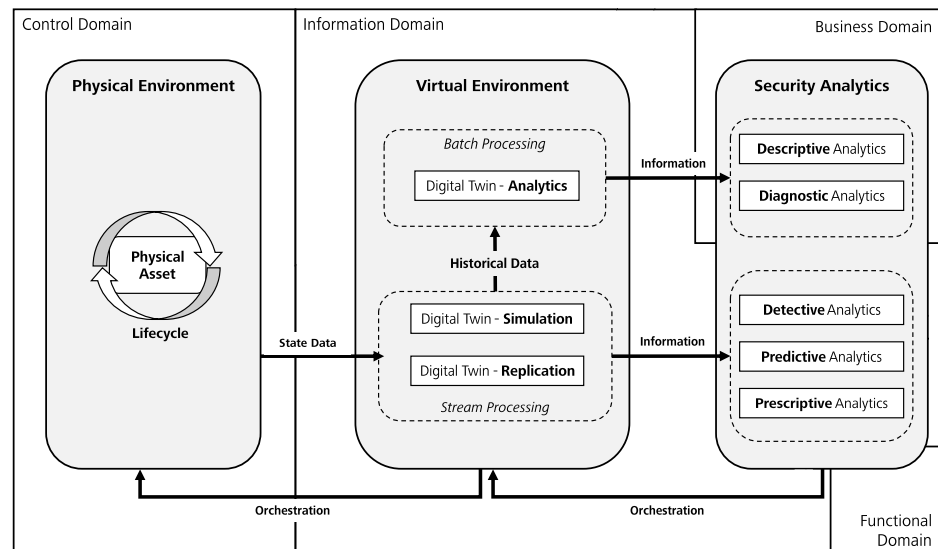 Control Domain
Information Domain
Business Domain
Physical Environment
Virtual Environment
Security Analytics
Batch Processing
Digital Twin - Analytics
Information
Descriptive Analytics
Diagnostic Analytics
Physical
Asset
Lifecycle
Historical Data
State Data
Digital Twin - Simulation
Digital Twin - Replication
Stream Processing
Information
Detective Analytics
Predictive Analytics
Prescriptive Analytics
Orchestration
Orchestration
Functional
Domain